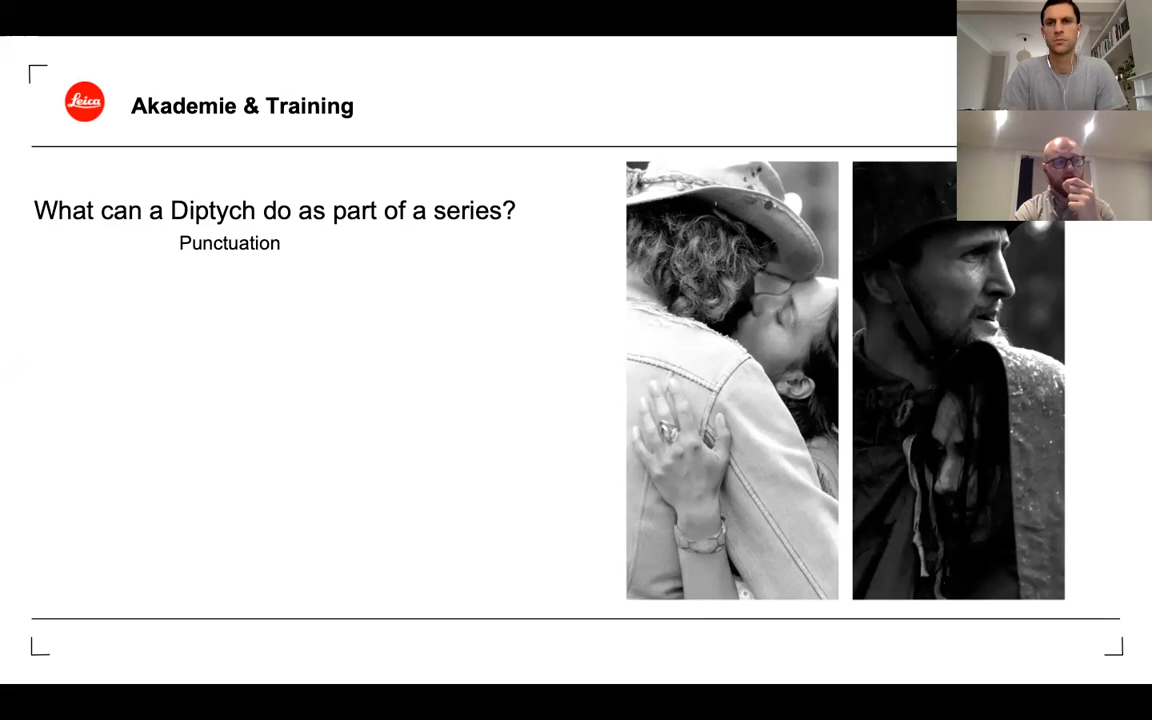 Leica
Akademie & Training
What can a Diptych do as part of a series?
Punctuation